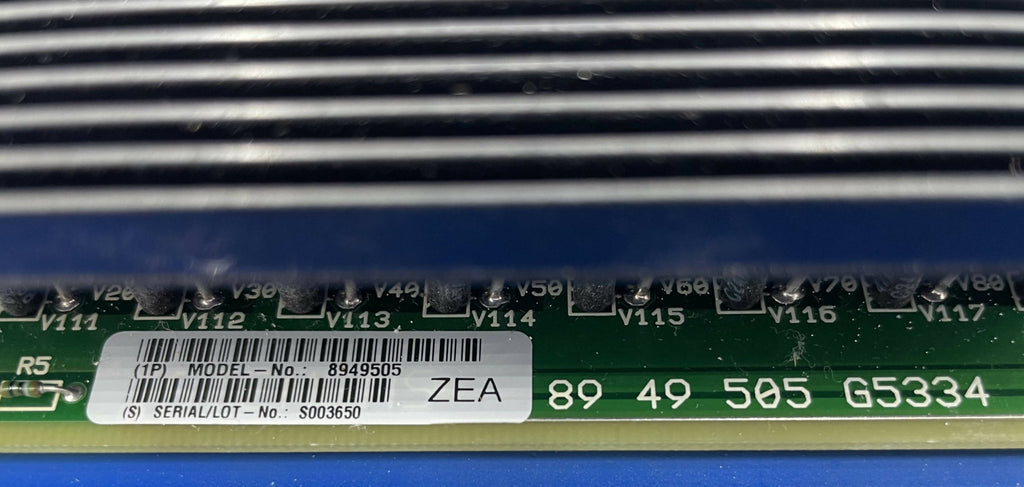 V20 V30 V40 V50 V60 V70 V80
V111 V112 V113 V114 V115 V116 V117
R5
(1P) MODEL-No.: 8949505
(S) SERIAL/LOT-No.: S003650
ZEA
89 49 505 G5334